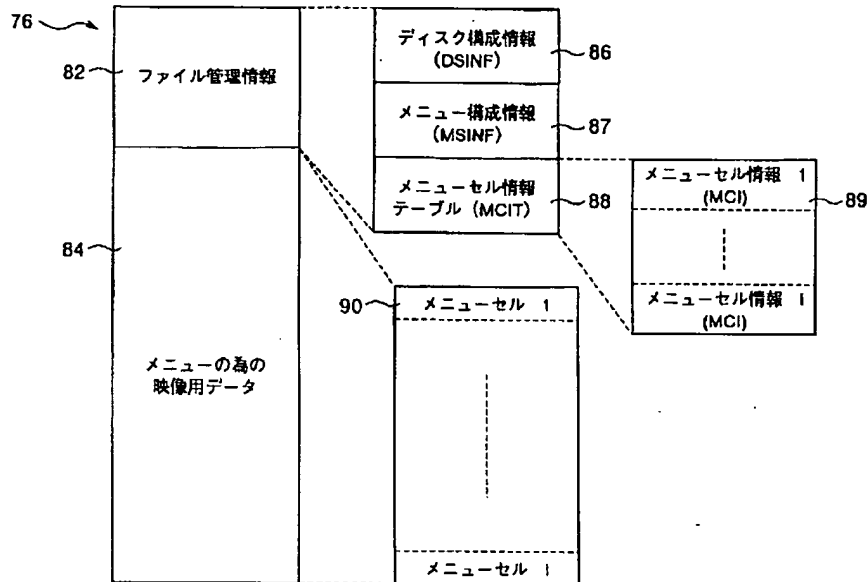 76
82
ファイル管理情報
ディスク構成情報
(DSINF)
86
メニュー構成情報
(MSINF)
87
メニューセル情報
テーブル (MCIT)
88
メニューセル情報 1
(MCI)
89
メニューセル情報 l
(MCI)
84
メニューの為の
映像用データ
90
メニューセル 1
メニューセル l